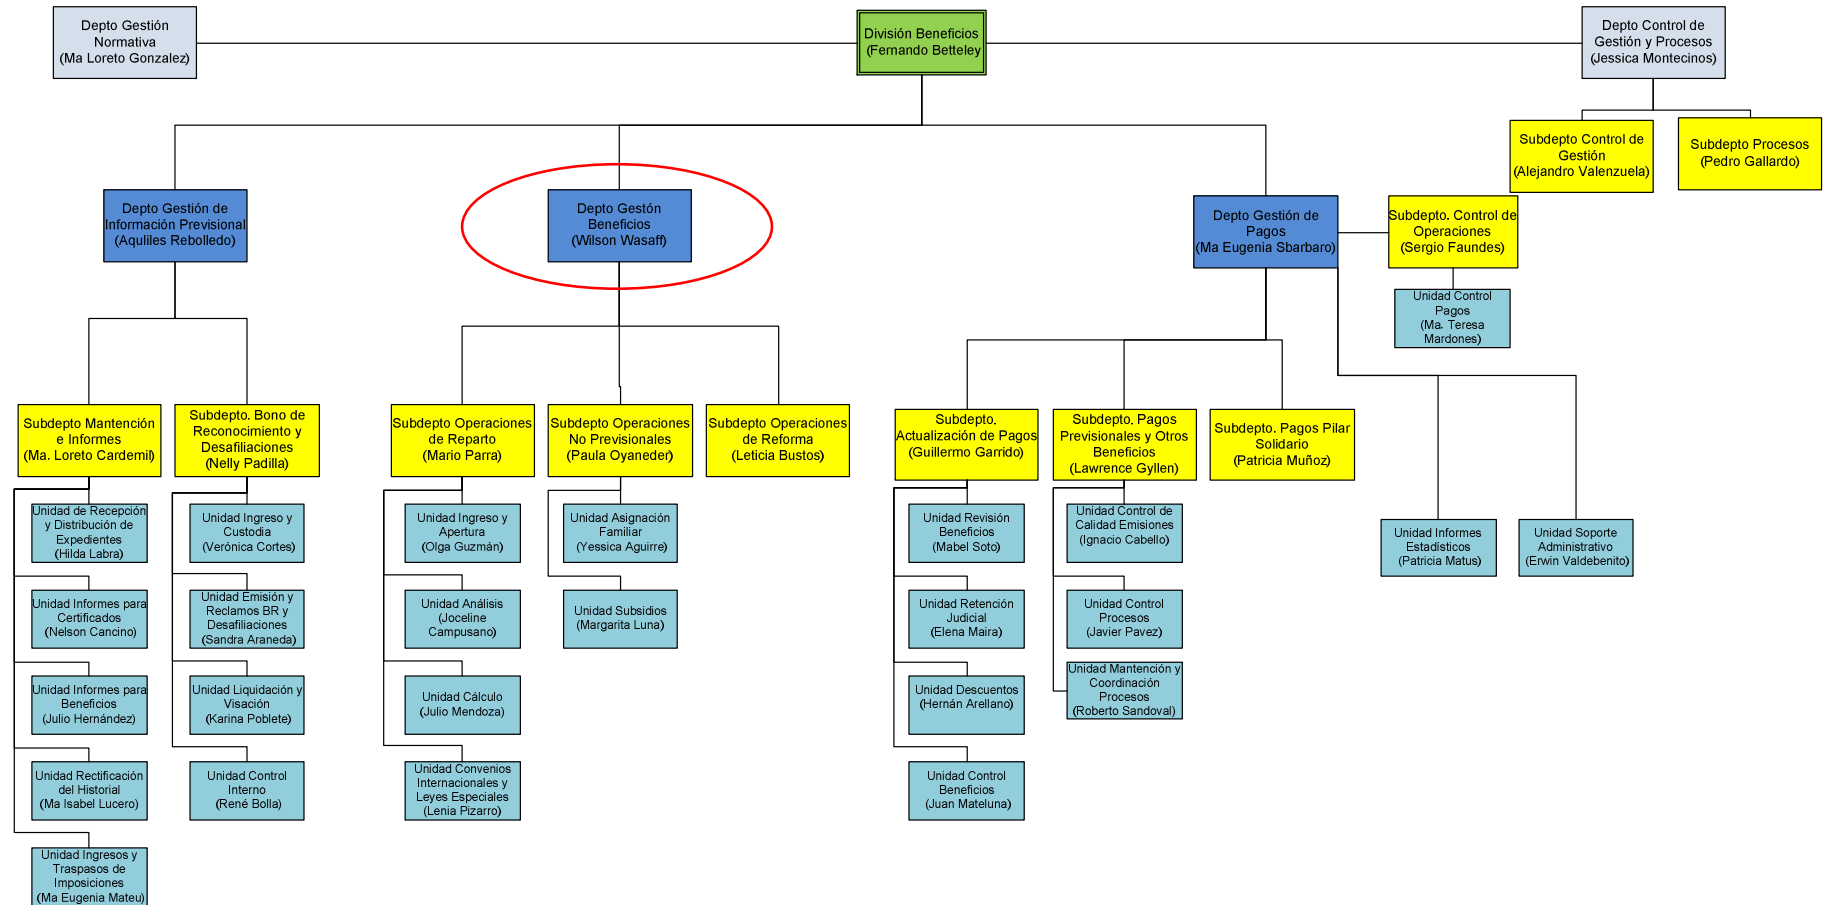 Depto Gestión
Normativa
(Ma Loreto Gonzalez)
División Beneficios
(Fernando Betteley
Depto Control de
Gestión y Procesos
(Jessica Montecinos)
Subdepto Control de
Gestión
(Alejandro Valenzuela)
Subdepto Procesos
(Pedro Gallardo)
Depto Gestión de
Información Previsional
(Aquliles Rebolledo)
Depto Gestón
Beneficios
(Wilson Wasaff)
Depto Gestión de
Pagos
(Ma Eugenia Sbarbaro)
Subdepto. Control de
Operaciones
(Sergio Faundes)
Unidad Control
Pagos
(Ma. Teresa
Mardones)
Subdepto Mantención
e Informes
(Ma. Loreto Cardemil)
Subdepto. Bono de
Reconocimiento y
Desafiliaciones
(Nelly Padilla)
Subdepto Operaciones
de Reparto
(Mario Parra)
Subdepto Operaciones
No Previsionales
(Paula Oyaneder)
Subdepto Operaciones
de Reforma
(Leticia Bustos)
Subdepto.
Actualización de Pagos
(Guillermo Garrido)
Subdepto. Pagos
Previsionales y Otros
Beneficios
(Lawrence Gyllen)
Subdepto. Pagos Pilar
Solidario
(Patricia Muñoz)
Unidad de Recepción
y Distribución de
Expedientes
(Hilda Labra)
Unidad Ingreso y
Custodia
(Verónica Cortes)
Unidad Ingreso y
Apertura
(Olga Guzmán)
Unidad Asignación
Familiar
(Yessica Aguirre)
Unidad Revisión
Beneficios
(Mabel Soto)
Unidad Control de
Calidad Emisiones
(Ignacio Cabello)
Unidad Informes
Estadísticos
(Patricia Matus)
Unidad Soporte
Administrativo
(Erwin Valdebenito)
Unidad Informes para
Certificados
(Nelson Cancino)
Unidad Emisión y
Reclamos BR y
Desafiliaciones
(Sandra Araneda)
Unidad Análisis
(Joceline
Campusano)
Unidad Subsidios
(Margarita Luna)
Unidad Retención
Judicial
(Elena Maira)
Unidad Control
Procesos
(Javier Pavez)
Unidad Informes para
Beneficios
(Julio Hernández)
Unidad Liquidación y
Visación
(Karina Poblete)
Unidad Cálculo
(Julio Mendoza)
Unidad Descuentos
(Hernán Arellano)
Unidad Mantención y
Coordinación
Procesos
(Roberto Sandoval)
Unidad Rectificación
del Historial
(Ma Isabel Lucero)
Unidad Control
Interno
(René Bolla)
Unidad Convenios
Internacionales y
Leyes Especiales
(Lenia Pizarro)
Unidad Control
Beneficios
(Juan Mateluna)
Unidad Ingresos y
Traspasos de
Imposiciones
(Ma Eugenia Mateu)